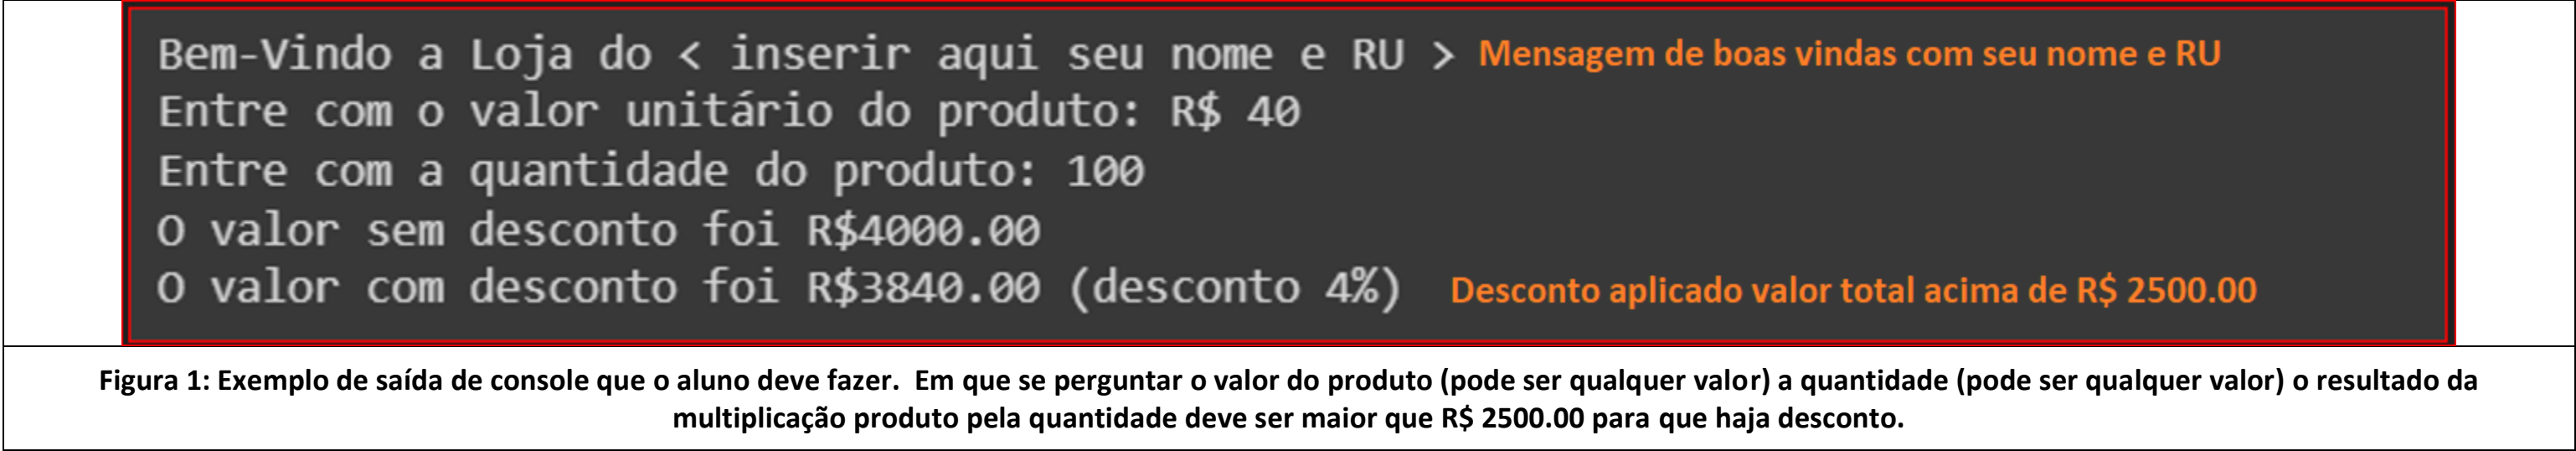 Bem-Vindo a Loja do < inserir aqui seu nome e RU > Mensagem de boas vindas com seu nome e RU
Entre com o valor unitário do produto: R$ 40
Entre com a quantidade do produto: 100
O valor sem desconto foi R$4000.00
O valor com desconto foi R$3840.00 (desconto 4%) Desconto aplicado valor total acima de R$ 2500.00
Figura 1: Exemplo de saída de console que o aluno deve fazer. Em que se perguntar o valor do produto (pode ser qualquer valor) a quantidade (pode ser qualquer valor) o resultado da
multiplicação produto pela quantidade deve ser maior que R$ 2500.00 para que haja desconto.